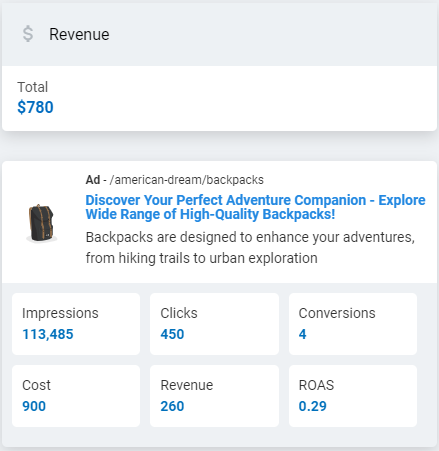 $ Revenue
Total
$780
Ad - /american-dream/backpacks
Discover Your Perfect Adventure Companion - Explore
Wide Range of High-Quality Backpacks!
Backpacks are designed to enhance your adventures,
from hiking trails to urban exploration
Impressions Clicks Conversions
113,485 450 4
Cost Revenue ROAS
900 260 0.29